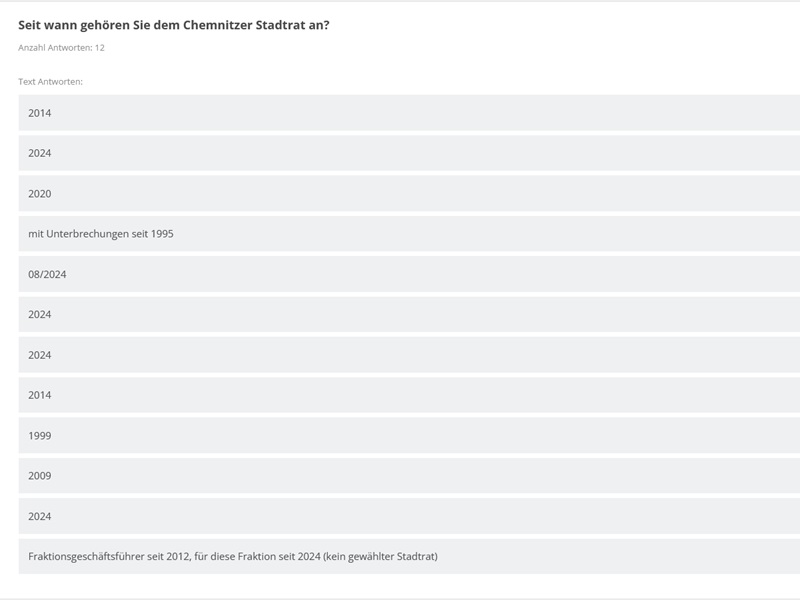 Seit wann gehören Sie dem Chemnitzer Stadtrat an?
Anzahl Antworten: 12
Text Antworten:
2014
2024
2020
mit Unterbrechungen seit 1995
08/2024
2024
2024
2014
1999
2009
2024
Fraktionsgeschäftsführer seit 2012, für diese Fraktion seit 2024 (kein gewählter Stadtrat)